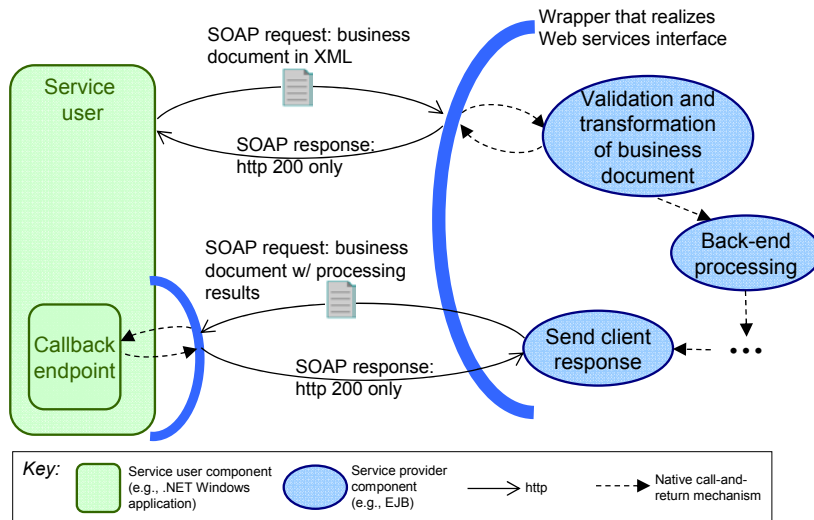 SOAP request: business
document in XML
Wrapper that realizes
Web services interface
Service
user
Validation and
transformation
of business
document
SOAP response:
http 200 only
Back-end
processing
SOAP request: business
document w/ processing
results
Callback
endpoint
Send client
response
...
SOAP response:
http 200 only
Key:
Service user component
(e.g., .NET Windows
application)
Service provider
component
(e.g., EJB)
http
Native call-and-
return mechanism